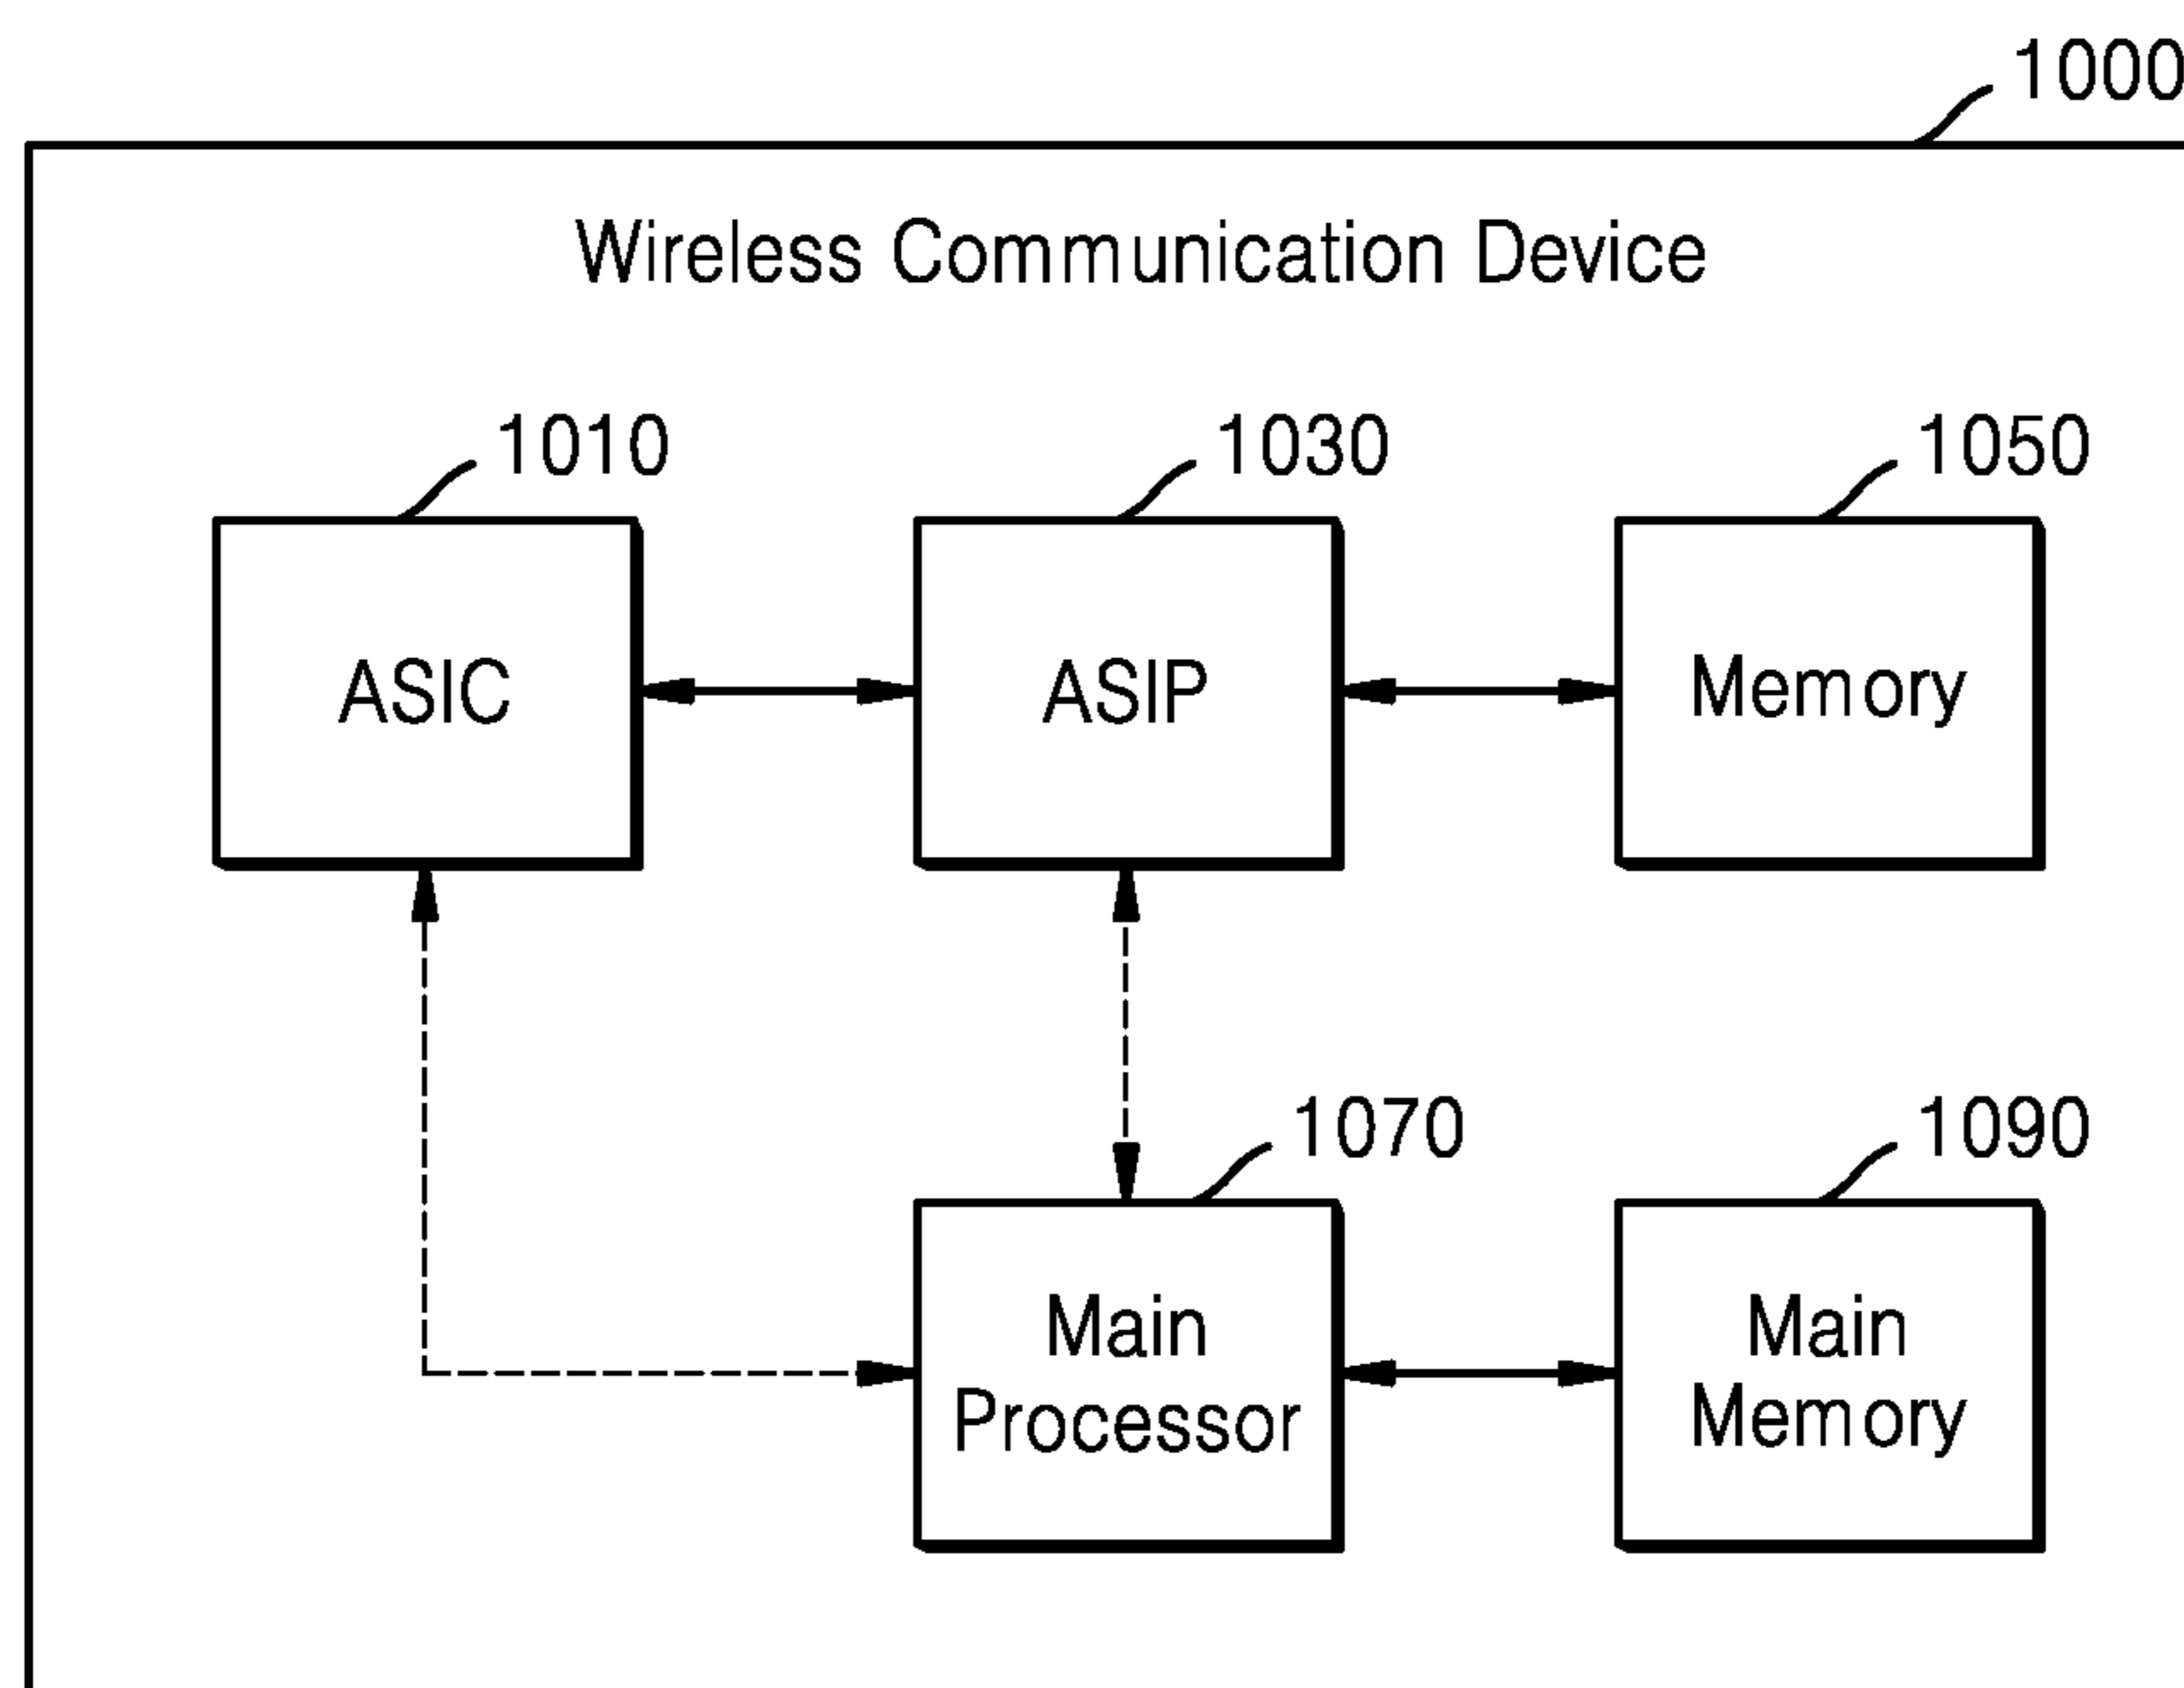 1000
Wireless Communication Device
1010
1030
1050
ASIC
ASIP
Memory
1070
1090
Main
Processor
Main
Memory